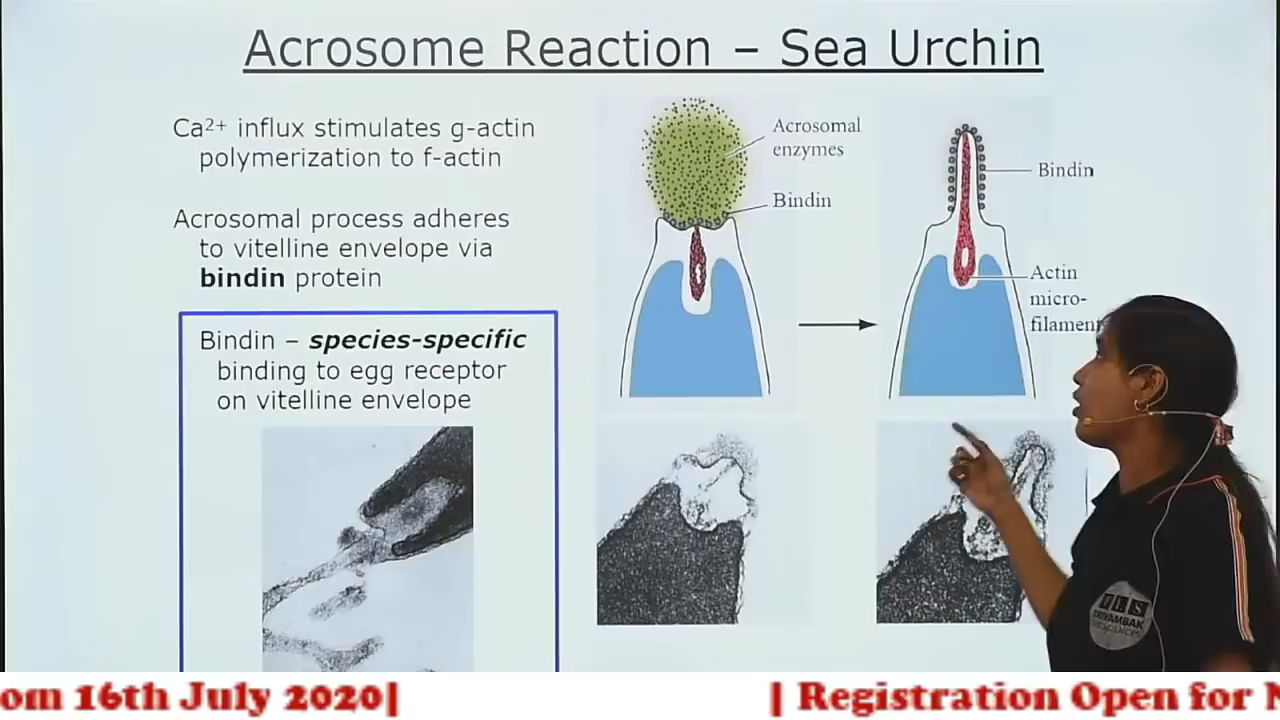 Acrosome Reaction – Sea Urchin
Ca²⁺ influx stimulates g-actin
polymerization to f-actin
Acrosomal process adheres
to vitelline envelope via
bindin protein
Bindin – species-specific
binding to egg receptor
on vitelline envelope
Acrosomal
enzymes
Bindin
Bindin
Actin
micro-
filament
TLS
om 16th July 2020|
| Registration Open for